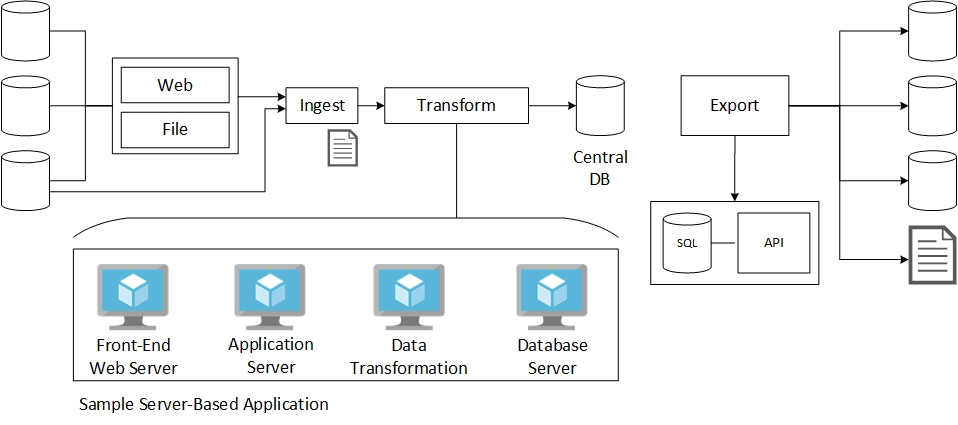 Web
File
Ingest
Transform
Central
DB
Export
SQL
API
Front-End
Web Server
Application
Server
Data
Transformation
Database
Server
Sample Server-Based Application